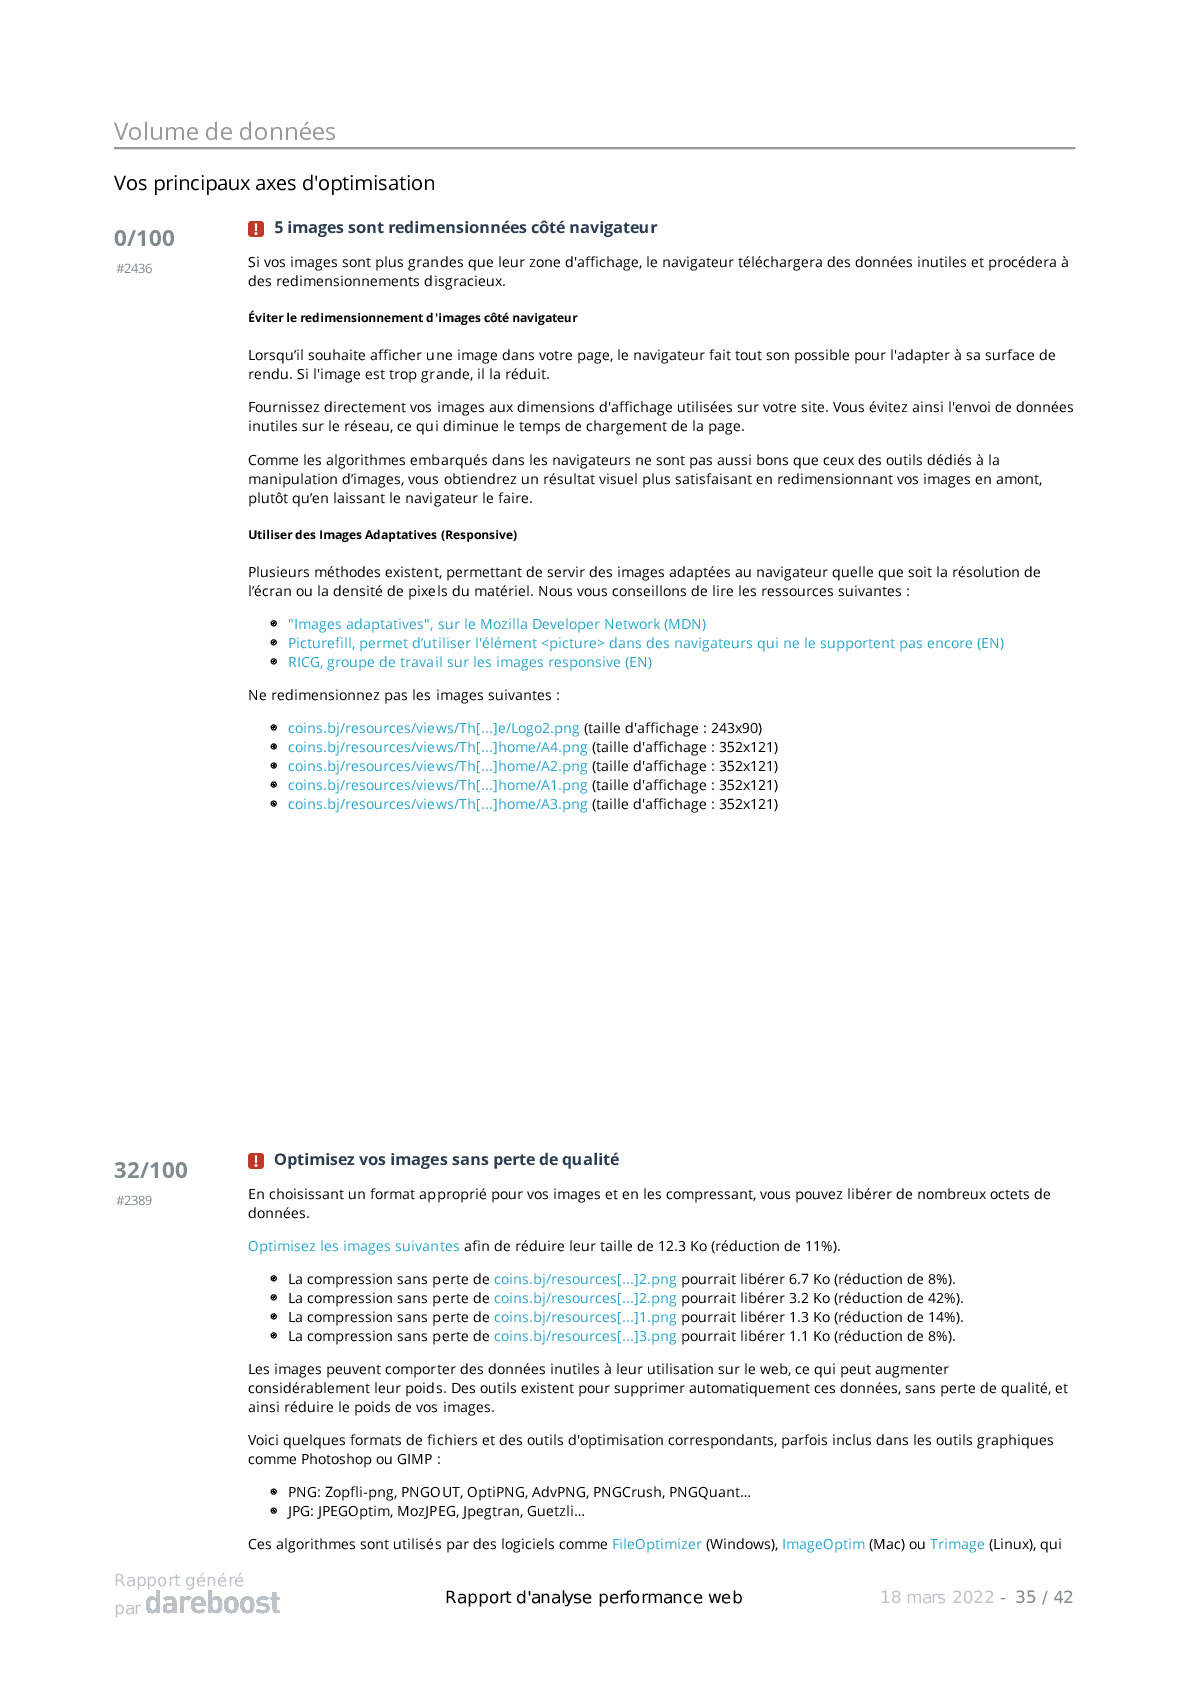 Volume de données
Vos principaux axes d'optimisation
0/100
#2436
5 images sont redimensionnées côté navigateur
Si vos images sont plus grandes que leur zone d'affichage, le navigateur téléchargera des données inutiles et procédera à
des redimensionnements disgracieux.
Éviter le redimensionnement d'images côté navigateur
Lorsqu’il souhaite afficher une image dans votre page, le navigateur fait tout son possible pour l'adapter à sa surface de
rendu. Si l'image est trop grande, il la réduit.
Fournissez directement vos images aux dimensions d'affichage utilisées sur votre site. Vous évitez ainsi l'envoi de données
inutiles sur le réseau, ce qui diminue le temps de chargement de la page.
Comme les algorithmes embarqués dans les navigateurs ne sont pas aussi bons que ceux des outils dédiés à la
manipulation d’images, vous obtiendrez un résultat visuel plus satisfaisant en redimensionnant vos images en amont,
plutôt qu’en laissant le navigateur le faire.
Utiliser des Images Adaptatives (Responsive)
Plusieurs méthodes existent, permettant de servir des images adaptées au navigateur quelle que soit la résolution de
l’écran ou la densité de pixels du matériel. Nous vous conseillons de lire les ressources suivantes :
"Images adaptatives", sur le Mozilla Developer Network (MDN)
Picturefill, permet d’utiliser l'élément <picture> dans des navigateurs qui ne le supportent pas encore (EN)
RICG, groupe de travail sur les images responsive (EN)
Ne redimensionnez pas les images suivantes :
coins.bj/resources/views/Th[...]e/Logo2.png (taille d'affichage : 243x90)
coins.bj/resources/views/Th[...]home/A4.png (taille d'affichage : 352x121)
coins.bj/resources/views/Th[...]home/A2.png (taille d'affichage : 352x121)
coins.bj/resources/views/Th[...]home/A1.png (taille d'affichage : 352x121)
coins.bj/resources/views/Th[...]home/A3.png (taille d'affichage : 352x121)
32/100
#2389
Optimisez vos images sans perte de qualité
En choisissant un format approprié pour vos images et en les compressant, vous pouvez libérer de nombreux octets de
données.
Optimisez les images suivantes afin de réduire leur taille de 12.3 Ko (réduction de 11%).
La compression sans perte de coins.bj/resources[...]2.png pourrait libérer 6.7 Ko (réduction de 8%).
La compression sans perte de coins.bj/resources[...]2.png pourrait libérer 3.2 Ko (réduction de 42%).
La compression sans perte de coins.bj/resources[...]1.png pourrait libérer 1.3 Ko (réduction de 14%).
La compression sans perte de coins.bj/resources[...]3.png pourrait libérer 1.1 Ko (réduction de 8%).
Les images peuvent comporter des données inutiles à leur utilisation sur le web, ce qui peut augmenter
considérablement leur poids. Des outils existent pour supprimer automatiquement ces données, sans perte de qualité, et
ainsi réduire le poids de vos images.
Voici quelques formats de fichiers et des outils d'optimisation correspondants, parfois inclus dans les outils graphiques
comme Photoshop ou GIMP :
PNG: Zopfli-png, PNGOUT, OptiPNG, AdvPNG, PNGCrush, PNGQuant…
JPG: JPEGOptim, MozJPEG, Jpegtran, Guetzli…
Ces algorithmes sont utilisés par des logiciels comme FileOptimizer (Windows), ImageOptim (Mac) ou Trimage (Linux), qui
Rapport généré
par dareboost
Rapport d'analyse performance web
18 mars 2022 - 35 / 42